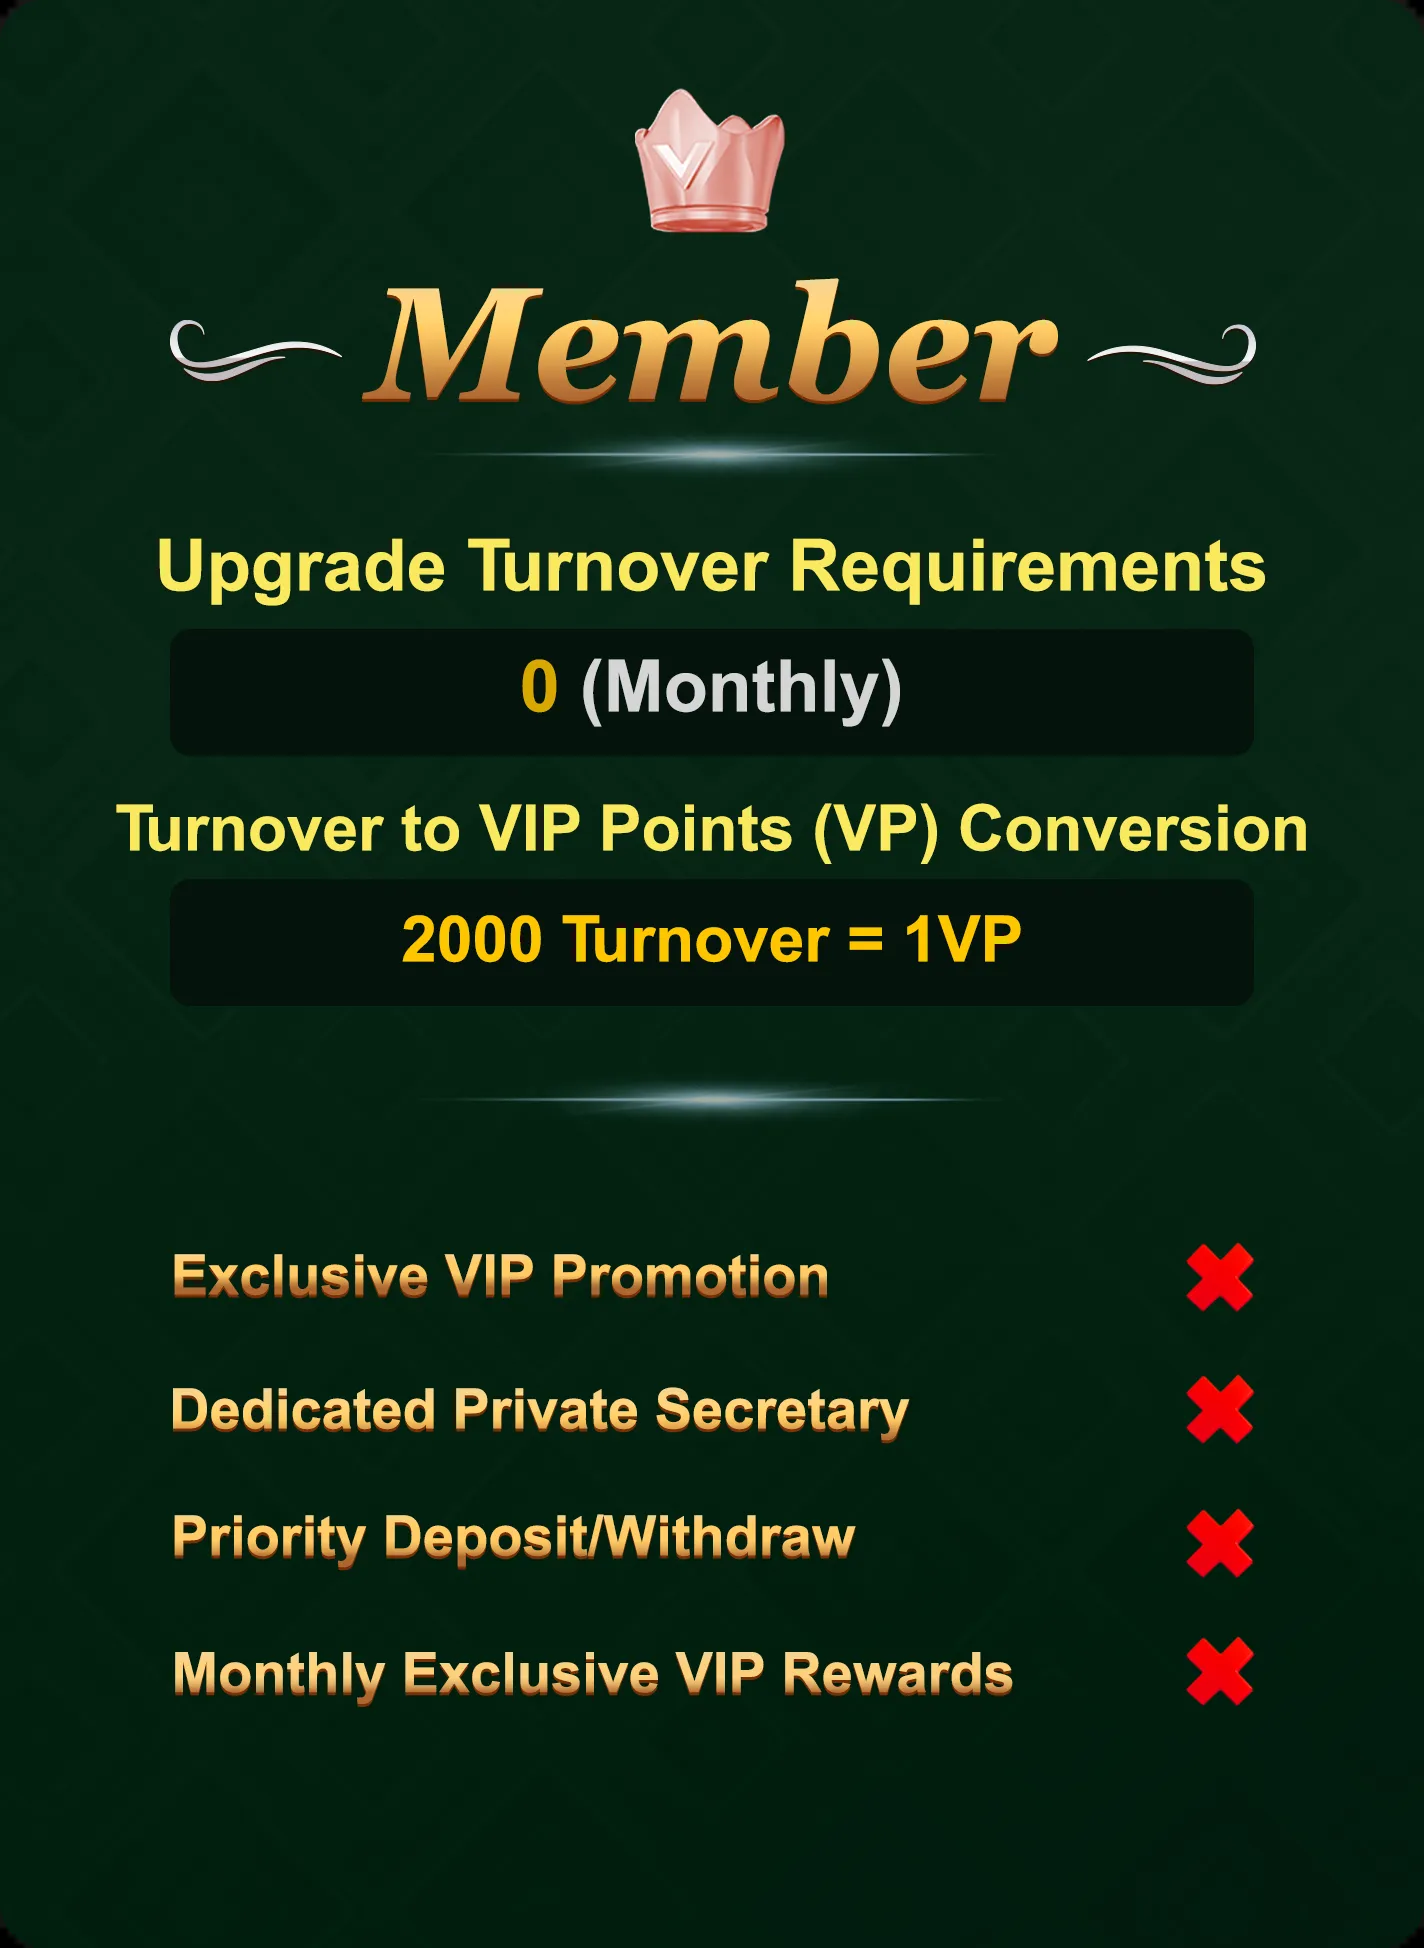 Member
Upgrade Turnover Requirements
0 (Monthly)
Turnover to VIP Points (VP) Conversion
2000 Turnover = 1VP
Exclusive VIP Promotion
Dedicated Private Secretary
Priority Deposit/Withdraw
Monthly Exclusive VIP Rewards